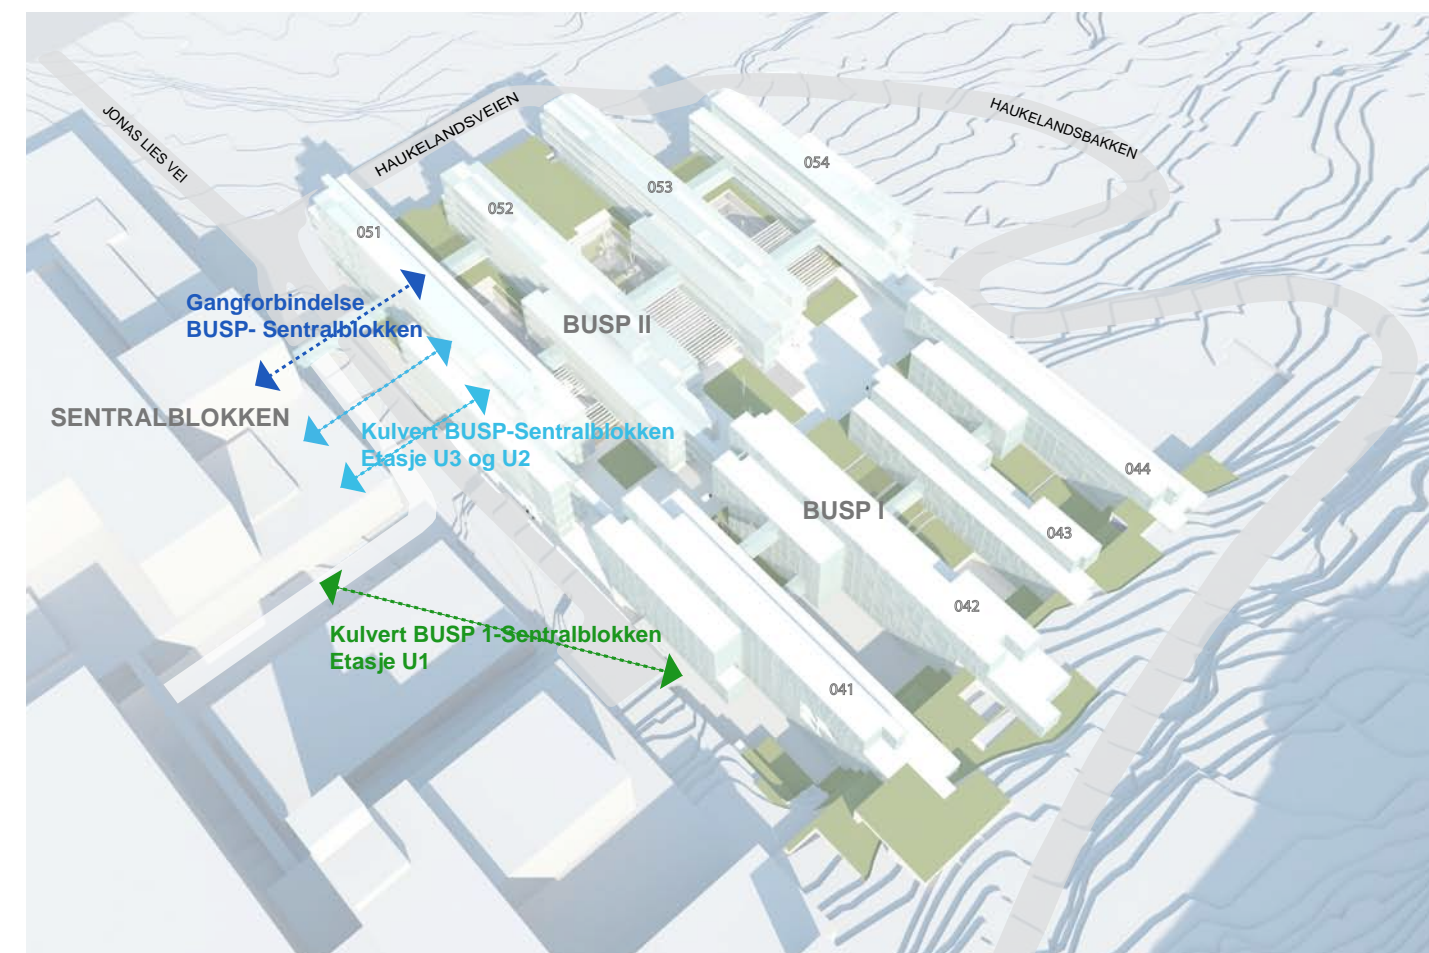 JONAS LIES VEI
HAUKELANDSVEIEN
HAUKELANDSBAKKEN
054
053
052
051
Gangforbindelse
BUSP- Sentralblokken
BUSP II
SENTRALBLOKKEN
Kulvert BUSP-Sentralblokken
Etasje U3 og U2
044
BUSP I
043
042
Kulvert BUSP 1-Sentralblokken
Etasje U1
041